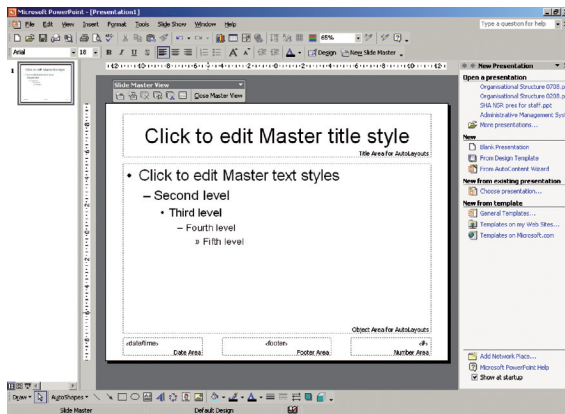 Microsoft PowerPoint - [Presentation1]
File Edit View Insert Format Tools Slide Show Window Help
Type a question for help
65%
Arial 18 B I U S A A A Design New Slide Master
1
Slide Master View
Close Master View
Click to edit Master title style
Title Area for AutoLayouts
• Click to edit Master text styles
– Second level
• Third level
– Fourth level
» Fifth level
Object Area for AutoLayouts
<date/time> <footer> <#>
Date Area Footer Area Number Area
New Presentation
Open a presentation
Organisational Structure 0708.p
Organisational Structure 0208.p
SHA NSR pres for staff.ppt
Administrative Management Syst
More presentations...
New
Blank Presentation
From Design Template
From AutoContent Wizard
New from existing presentation
Choose presentation...
New from template
General Templates...
Templates on my Web Sites...
Templates on Microsoft.com
Add Network Place...
Microsoft PowerPoint Help
Show at startup
Draw AutoShapes
Slide Master Default Design